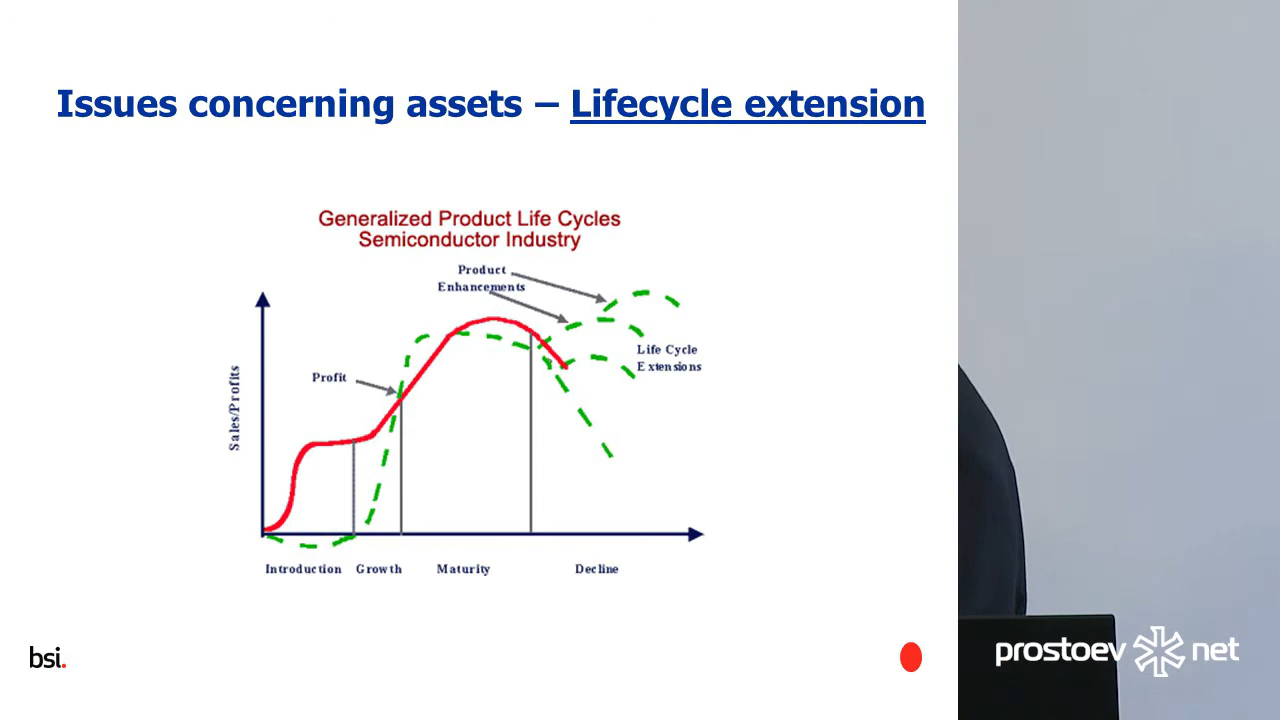 Issues concerning assets – Lifecycle extension
Generalized Product Life Cycles
Semiconductor Industry
Product
Enhancements
Life Cycle
Extensions
Profit
Sales/Profits
Introduction
Growth
Maturity
Decline
bsi.
prostoev net